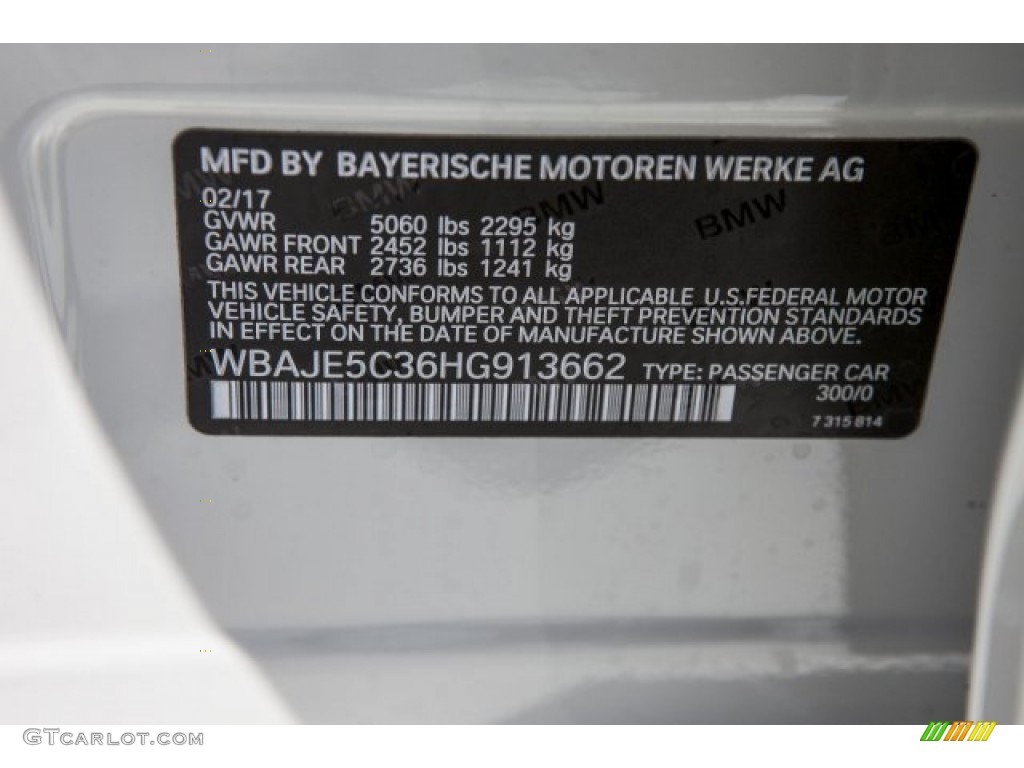 MFD BY BAYERISCHE MOTOREN WERKE AG
02/17
GVWR 5060 lbs 2295 kg
GAWR FRONT 2452 lbs 1112 kg
GAWR REAR 2736 lbs 1241 kg
THIS VEHICLE CONFORMS TO ALL APPLICABLE U.S.FEDERAL MOTOR
VEHICLE SAFETY, BUMPER AND THEFT PREVENTION STANDARDS
IN EFFECT ON THE DATE OF MANUFACTURE SHOWN ABOVE.
WBAJE5C36HG913662 TYPE: PASSENGER CAR
300/0
7 315 814
BMW BMW BMW
GTCARLOT.COM